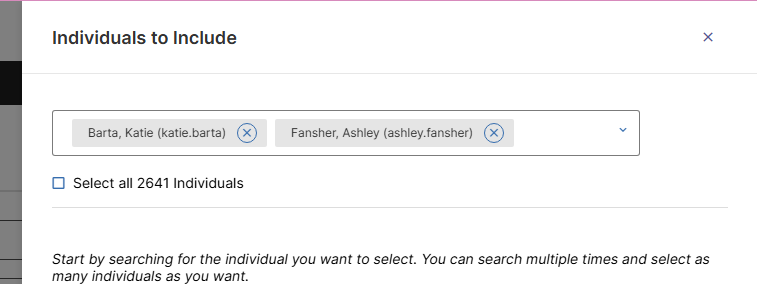 Individuals to Include
Barta, Katie (katie.barta) Fansher, Ashley (ashley.fansher)
Select all 2641 Individuals
Start by searching for the individual you want to select. You can search multiple times and select as
many individuals as you want.